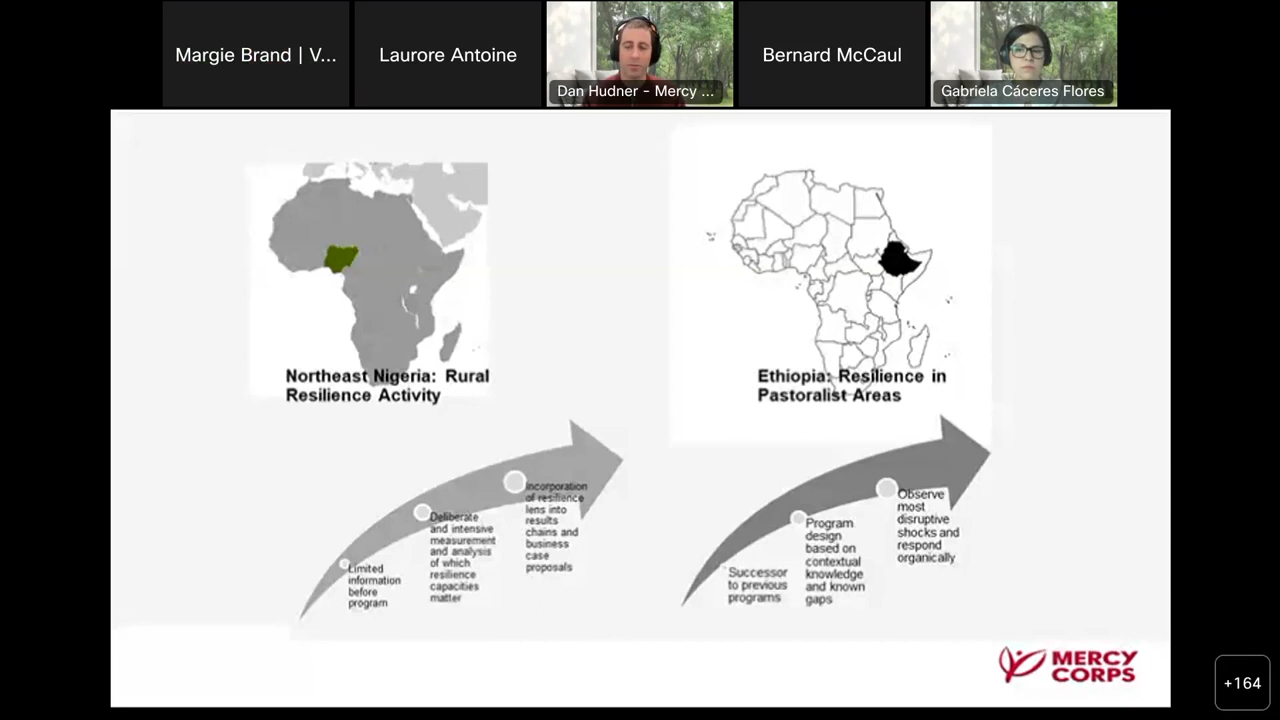 Margie Brand | V...
Laurore Antoine
Dan Hudner - Mercy ...
Bernard McCaul
Gabriela Cáceres Flores
Northeast Nigeria: Rural
Resilience Activity
Limited
information
before
program
Deliberate
and intensive
measurement
and analysis
of which
resilience
capacities
matter
Incorporation
of resilience
lens into
results
chains and
business
case
proposals
Ethiopia: Resilience in
Pastoralist Areas
Successor
to previous
programs
Program
design
based on
contextual
knowledge
and known
gaps
Observe
most
disruptive
shocks and
respond
organically
MERCY
CORPS
+164